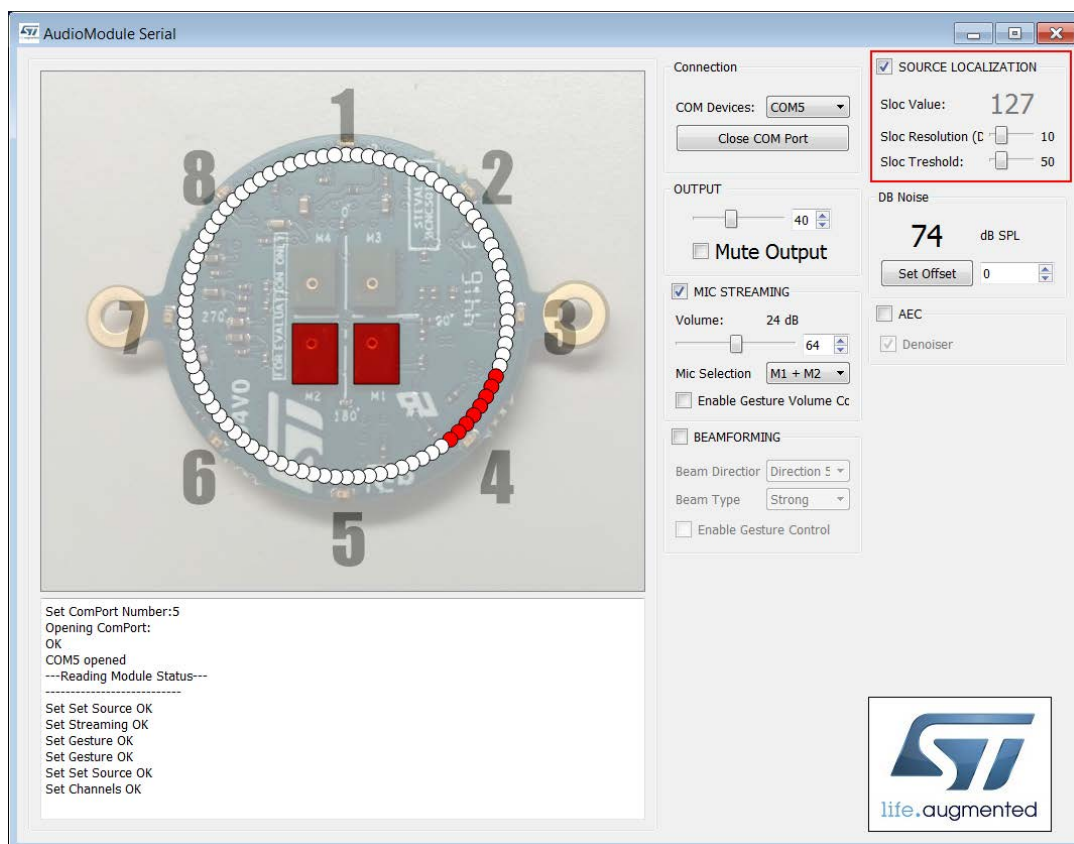 AudioModule Serial
1
2
3
4
5
6
7
8
M4 M3
M2 M1
270°
90°
180°
FOR EVALUATION ONLY
4416
4V0
Connection
COM Devices: COM5
Close COM Port
OUTPUT
40
Mute Output
MIC STREAMING
Volume: 24 dB
64
Mic Selection M1 + M2
Enable Gesture Volume Cc
BEAMFORMING
Beam Direction Direction 5
Beam Type Strong
Enable Gesture Control
SOURCE LOCALIZATION
Sloc Value: 127
Sloc Resolution (D 10
Sloc Treshold: 50
DB Noise
74 dB SPL
Set Offset 0
AEC
Denoiser
Set ComPort Number:5
Opening ComPort:
OK
COM5 opened
---Reading Module Status---
---------------------------
Set Set Source OK
Set Streaming OK
Set Gesture OK
Set Gesture OK
Set Set Source OK
Set Channels OK
ST
life.augmented